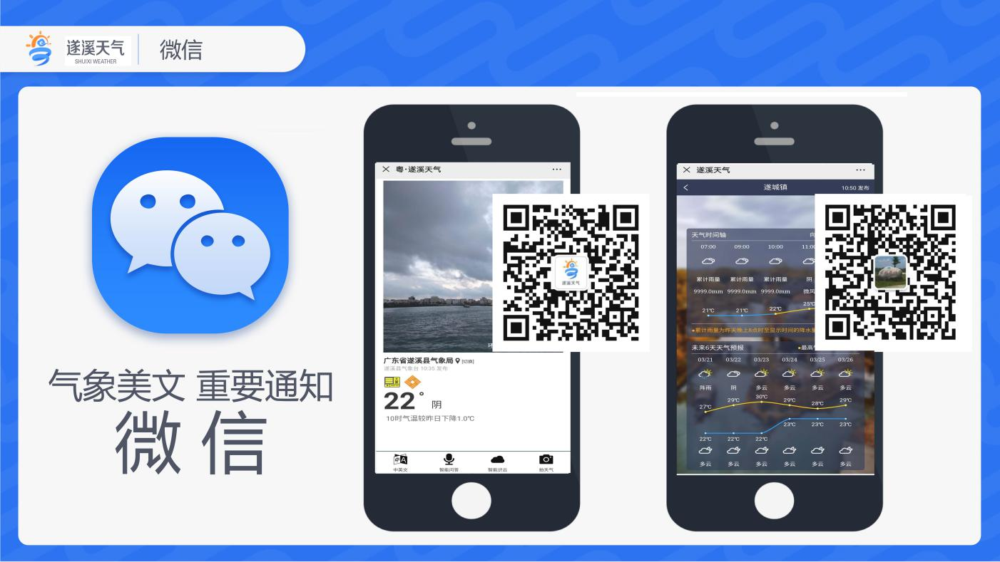 遂溪天气
SHUIXI WEATHER
微信
气象美文 重要通知
微 信
粤·遂溪天气
环
广东省遂溪县气象局 [切换]
遂溪县气象台 10:35 发布
22° 阴
10时气温较昨日下降1.0℃
中英文 智能问答 智能识云 拍天气
遂溪天气
遂溪天气
遂城镇 10:50 发布
天气时间轴 向
07:00 09:00 10:00 11:00
累计雨量 累计雨量 累计雨量 阴
9999.0mm 9999.0mm 9999.0mm 微风
21℃ 21℃ 22℃ 25℃
●累计雨量为昨天晚上8点时至显示时间的降水量
未来6天天气预报 ●最高气
03/21 03/22 03/23 03/24 03/25 03/26
阵雨 阴 多云 多云 多云 多云
27℃ 29℃ 30℃ 29℃ 28℃ 29℃
22℃ 22℃ 22℃ 23℃ 23℃ 23℃
多云 多云 多云 多云 多云 多云